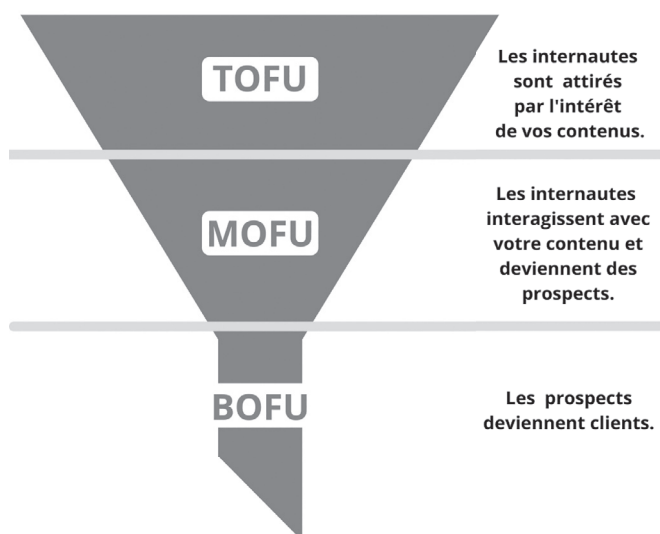 TOFU
Les internautes
sont attirés
par l'intérêt
de vos contenus.
MOFU
Les internautes
interagissent avec
votre contenu et
deviennent des
prospects.
BOFU
Les prospects
deviennent clients.